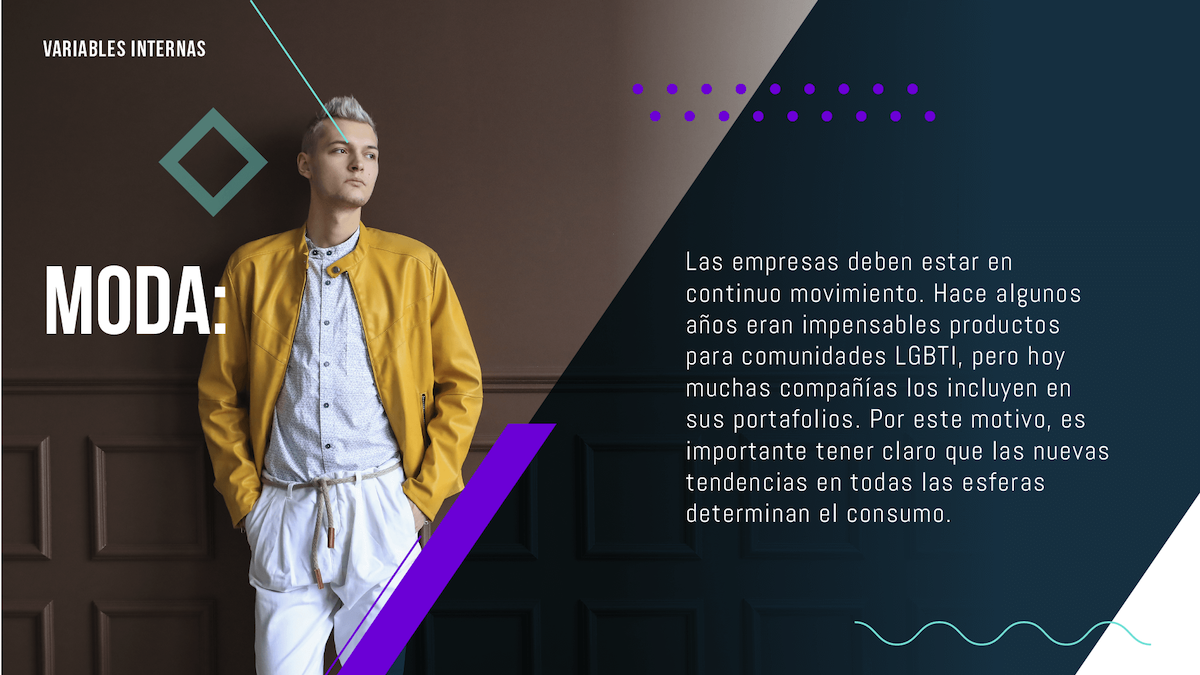 VARIABLES INTERNAS
MODA:
Las empresas deben estar en
continuo movimiento. Hace algunos
años eran impensables productos
para comunidades LGBTI, pero hoy
muchas compañías los incluyen en
sus portafolios. Por este motivo, es
importante tener claro que las nuevas
tendencias en todas las esferas
determinan el consumo.